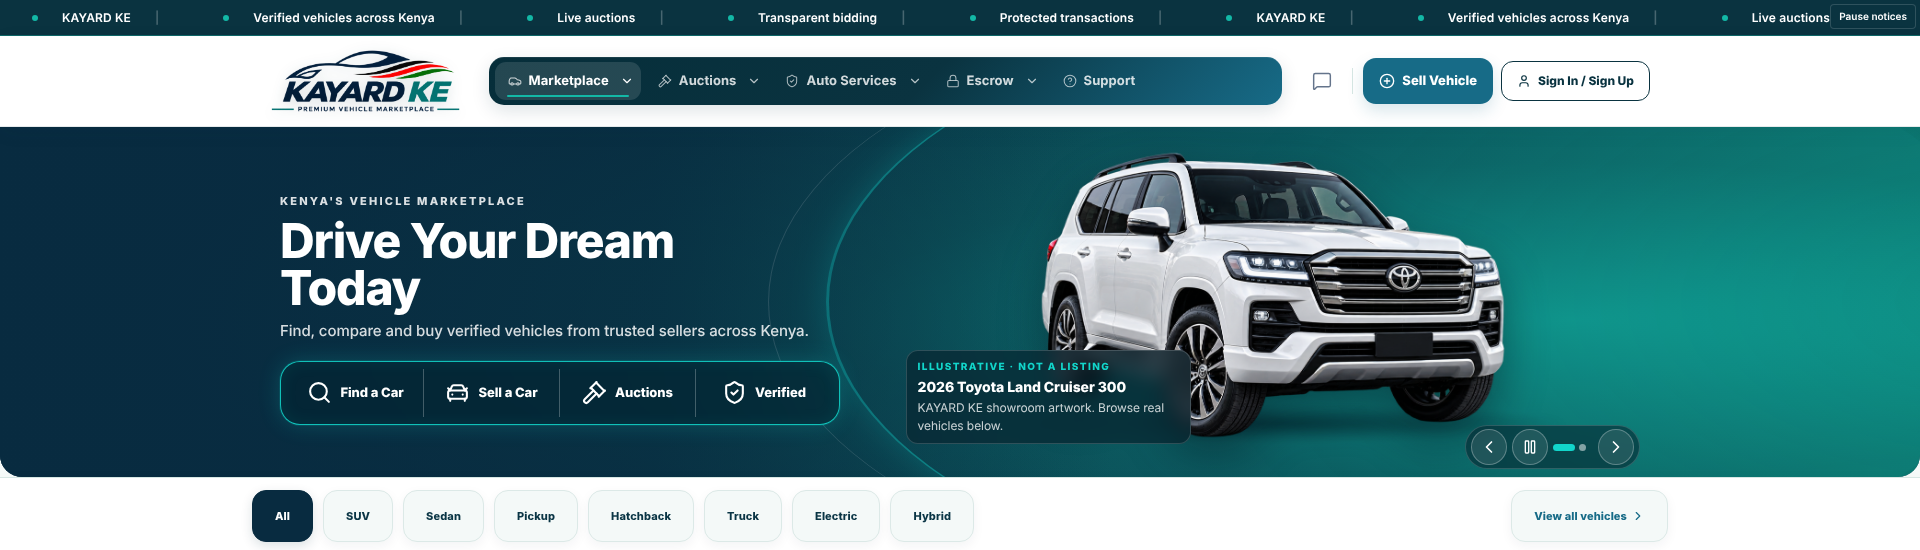 KAYARD KE | Verified vehicles across Kenya | Live auctions | Transparent bidding | Protected transactions | KAYARD KE | Verified vehicles across Kenya | Live auctions
Pause notices
KAYARD KE
PREMIUM VEHICLE MARKETPLACE
Marketplace Auctions Auto Services Escrow Support
Sell Vehicle
Sign In / Sign Up
KENYA'S VEHICLE MARKETPLACE
Drive Your Dream
Today
Find, compare and buy verified vehicles from trusted sellers across Kenya.
Find a Car Sell a Car Auctions Verified
ILLUSTRATIVE · NOT A LISTING
2026 Toyota Land Cruiser 300
KAYARD KE showroom artwork. Browse real
vehicles below.
All SUV Sedan Pickup Hatchback Truck Electric Hybrid
View all vehicles